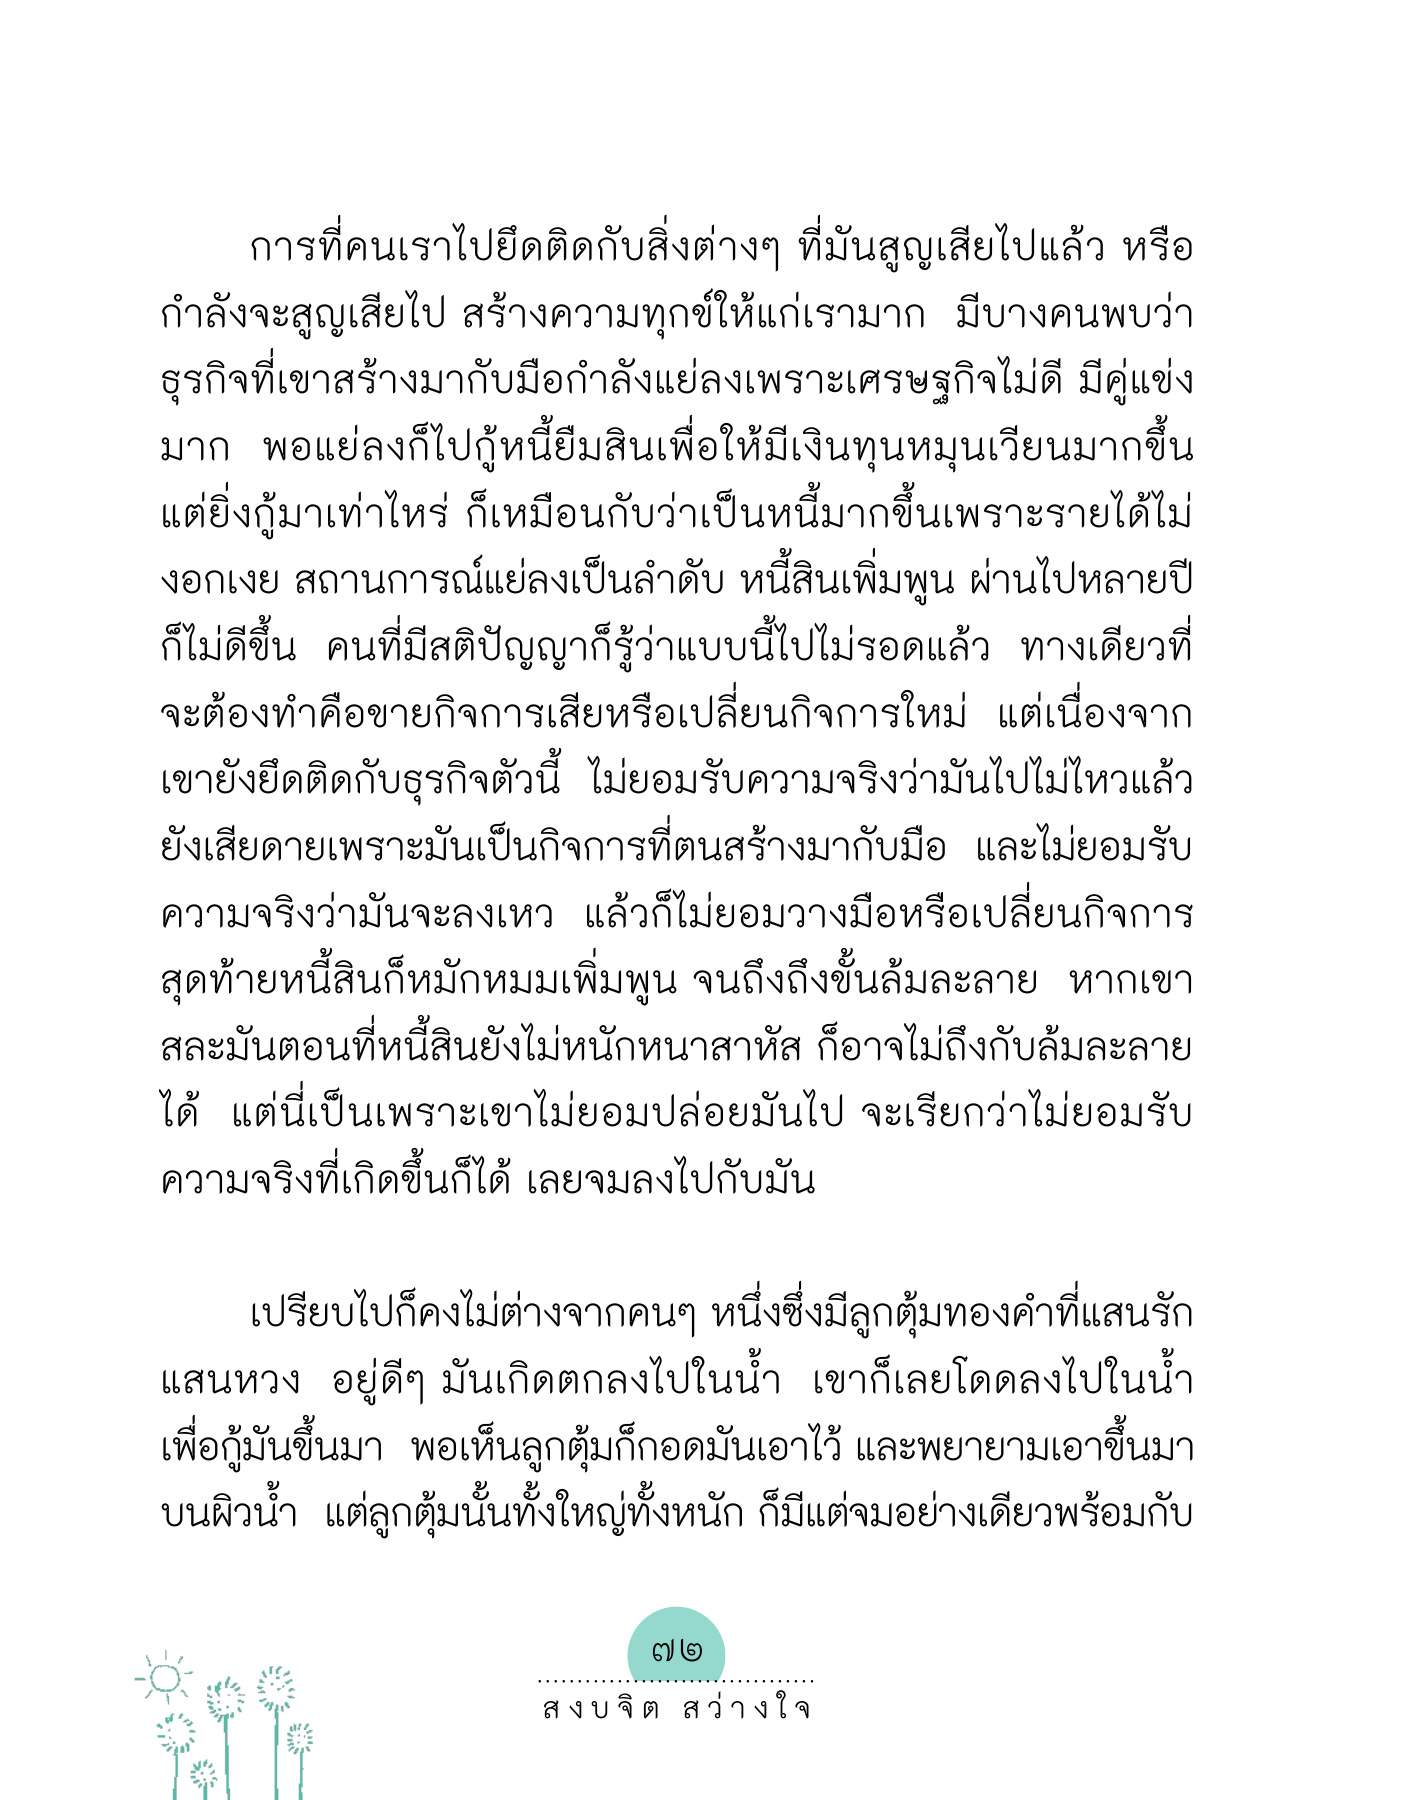 การที่คนเราไปยึดติดกับสิ่งต่างๆ ที่มันสูญเสียไปแล้ว หรือ
กำลังจะสูญเสียไป สร้างความทุกข์ให้แก่เรามาก มีบางคนพบว่า
ธุรกิจที่เขาสร้างมากับมือกำลังแย่ลงเพราะเศรษฐกิจไม่ดี มีคู่แข่ง
มาก พอแย่ลงก็ไปกู้หนี้ยืมสินเพื่อให้มีเงินทุนหมุนเวียนมากขึ้น
แต่ยิ่งกู้มาเท่าไหร่ ก็เหมือนกับว่าเป็นหนี้มากขึ้นเพราะรายได้ไม่
งอกเงย สถานการณ์แย่ลงเป็นลำดับ หนี้สินเพิ่มพูน ผ่านไปหลายปี
ก็ไม่ดีขึ้น คนที่มีสติปัญญาก็รู้ว่าแบบนี้ไปไม่รอดแล้ว ทางเดียวที่
จะต้องทำคือขายกิจการเสียหรือเปลี่ยนกิจการใหม่ แต่เนื่องจาก
เขายังยึดติดกับธุรกิจตัวนี้ ไม่ยอมรับความจริงว่ามันไปไม่ไหวแล้ว
ยังเสียดายเพราะมันเป็นกิจการที่ตนสร้างมากับมือ และไม่ยอมรับ
ความจริงว่ามันจะลงเหว แล้วก็ไม่ยอมวางมือหรือเปลี่ยนกิจการ
สุดท้ายหนี้สินก็หมักหมมเพิ่มพูน จนถึงถึงขั้นล้มละลาย หากเขา
สละมันตอนที่หนี้สินยังไม่หนักหนาสาหัส ก็อาจไม่ถึงกับล้มละลาย
ได้ แต่นี่เป็นเพราะเขาไม่ยอมปล่อยมันไป จะเรียกว่าไม่ยอมรับ
ความจริงที่เกิดขึ้นก็ได้ เลยจมลงไปกับมัน
เปรียบไปก็คงไม่ต่างจากคนๆ หนึ่งซึ่งมีลูกตุ้มทองคำที่แสนรัก
แสนหวง อยู่ดีๆ มันเกิดตกลงไปในน้ำ เขาก็เลยโดดลงไปในน้ำ
เพื่อกู้มันขึ้นมา พอเห็นลูกตุ้มก็กอดมันเอาไว้ และพยายามเอาขึ้นมา
บนผิวน้ำ แต่ลูกตุ้มนั้นทั้งใหญ่ทั้งหนัก ก็มีแต่จมอย่างเดียวพร้อมกับ
๗๒
สงบจิต สว่างใจ